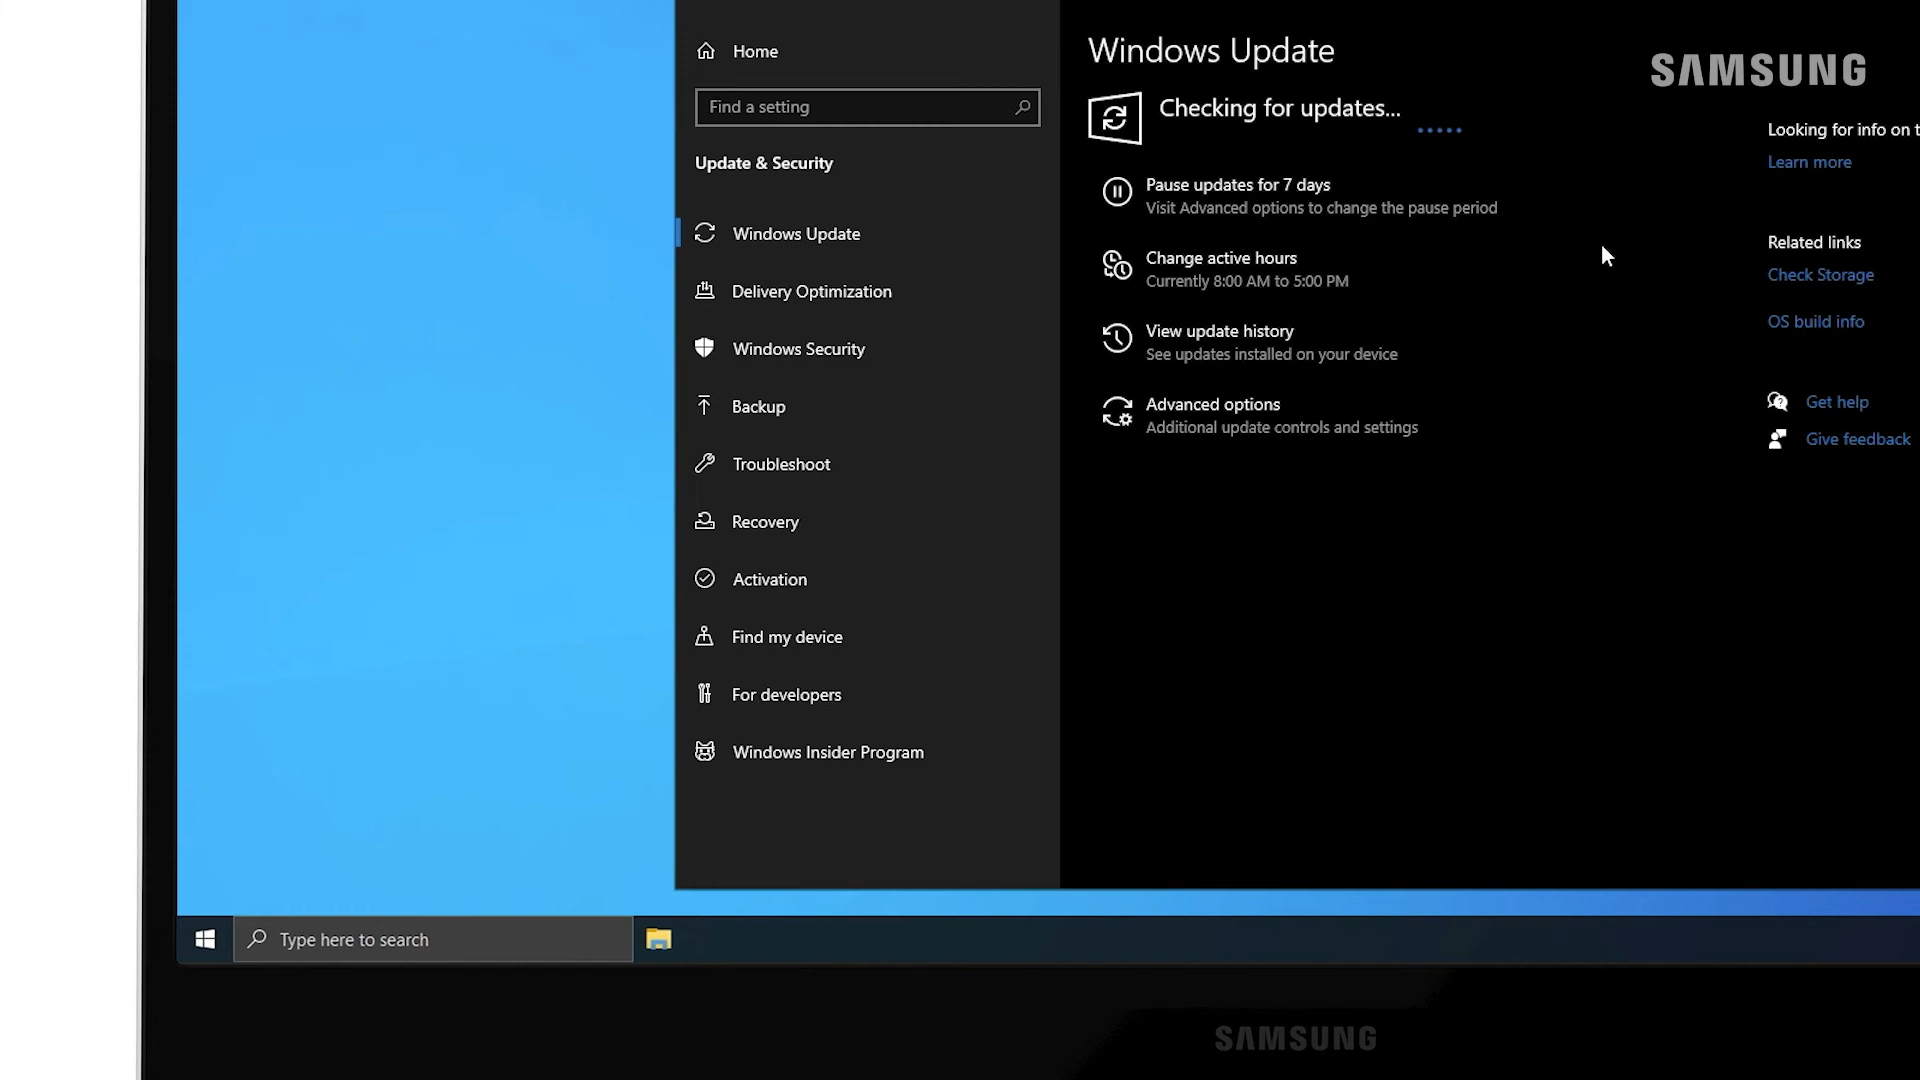 Home
Find a setting
Update & Security
Windows Update
Delivery Optimization
Windows Security
Backup
Troubleshoot
Recovery
Activation
Find my device
For developers
Windows Insider Program
Windows Update
Checking for updates...
Pause updates for 7 days
Visit Advanced options to change the pause period
Change active hours
Currently 8:00 AM to 5:00 PM
View update history
See updates installed on your device
Advanced options
Additional update controls and settings
SAMSUNG
Looking for info on t
Learn more
Related links
Check Storage
OS build info
Get help
Give feedback
Type here to search
SAMSUNG